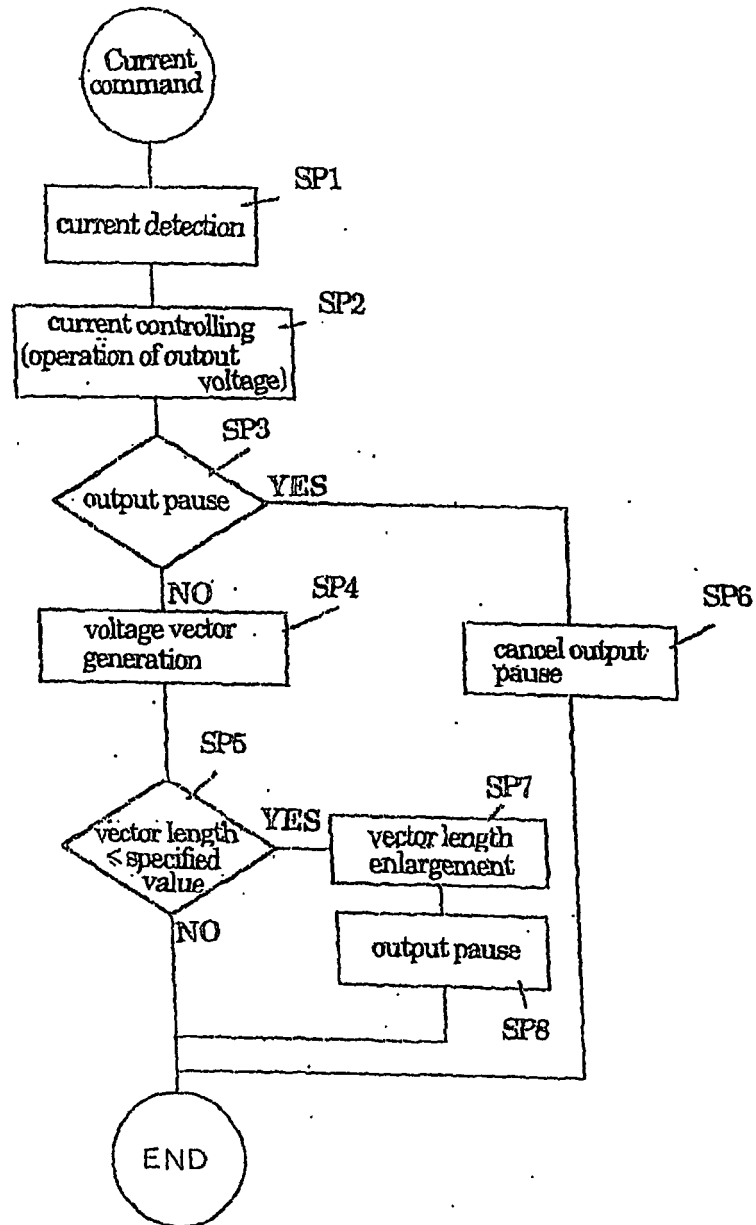 Current
command
SP1
current detection
SP2
current controlling
(operation of output
voltage)
SP3
output pause
YES
NO
SP4
voltage vector
generation
SP6
cancel output
pause
SP5
vector length
≤ specified
value
YES
NO
SP7
vector length
enlargement
output pause
SP8
END